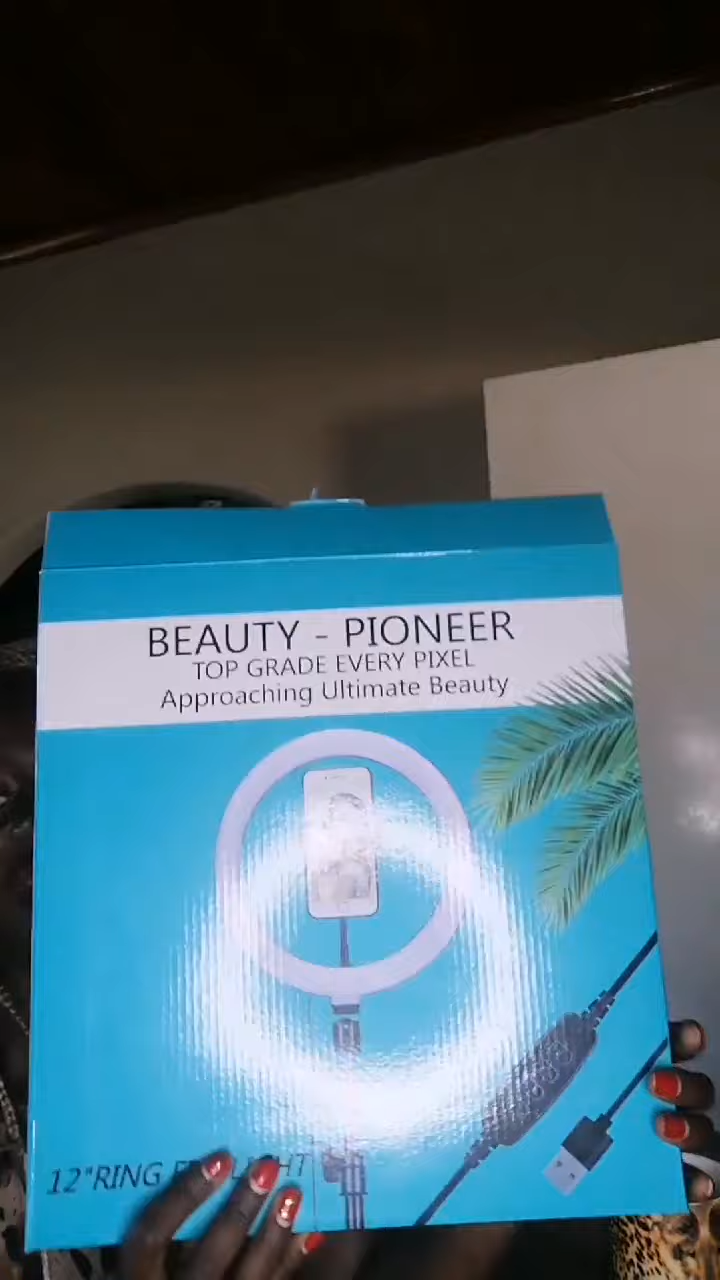 BEAUTY - PIONEER
TOP GRADE EVERY PIXEL
Approaching Ultimate Beauty
12"RING